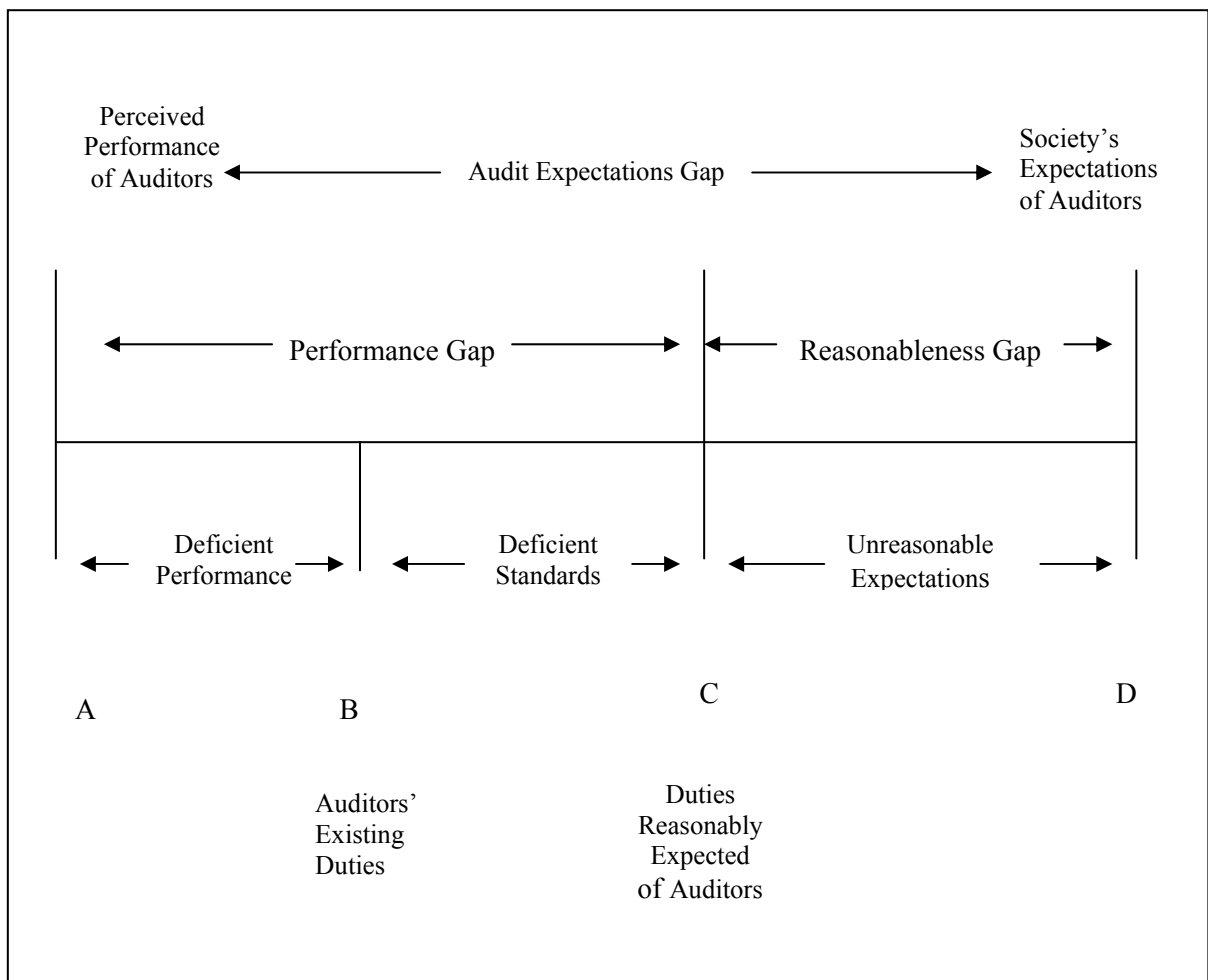 Perceived
Performance
of Auditors
Audit Expectations Gap
Society’s
Expectations
of Auditors
Performance Gap
Reasonableness Gap
Deficient
Performance
Deficient
Standards
Unreasonable
Expectations
A
B
C
D
Auditors’
Existing
Duties
Duties
Reasonably
Expected
of Auditors